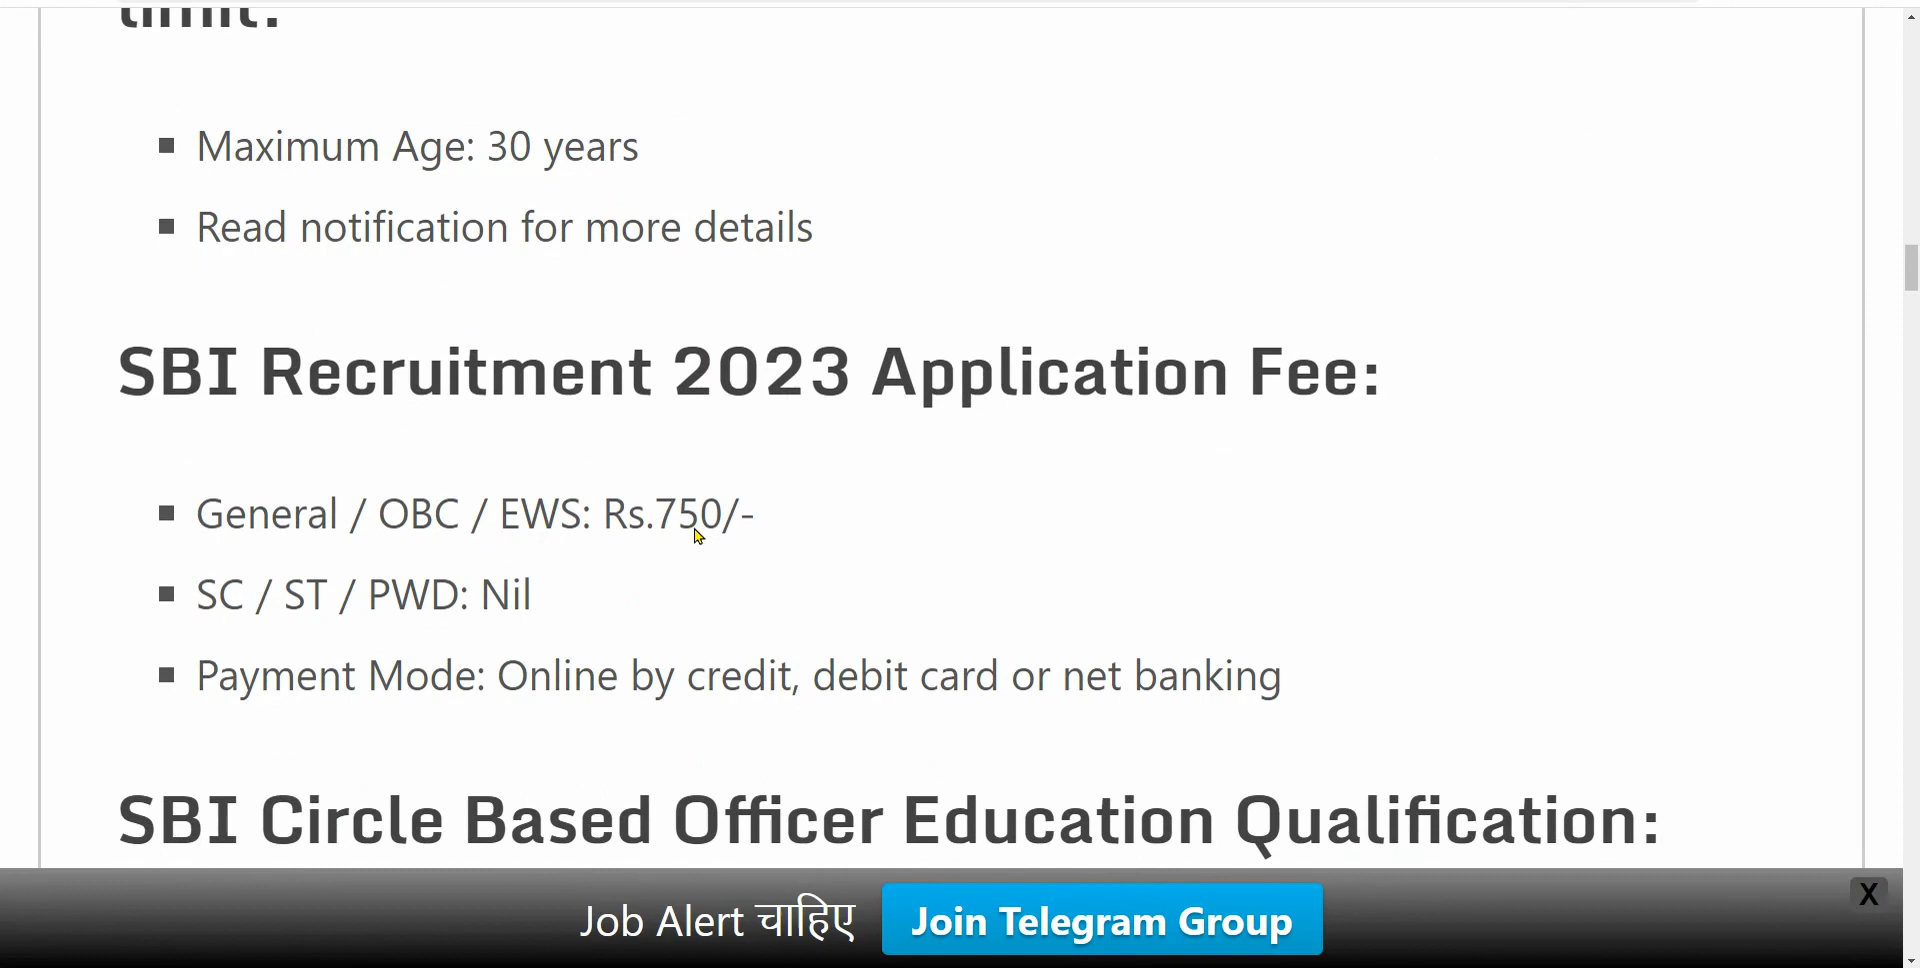 limit:
Maximum Age: 30 years
Read notification for more details
SBI Recruitment 2023 Application Fee:
General / OBC / EWS: Rs.750/-
SC / ST / PWD: Nil
Payment Mode: Online by credit, debit card or net banking
SBI Circle Based Officer Education Qualification:
Job Alert चाहिए Join Telegram Group
X